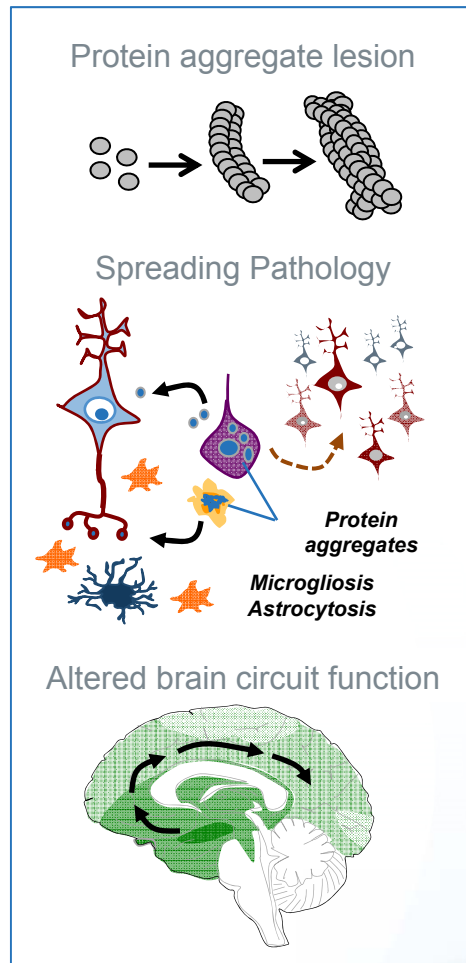 Protein aggregate lesion
Spreading Pathology
Protein
aggregates
Microgliosis
Astrocytosis
Altered brain circuit function